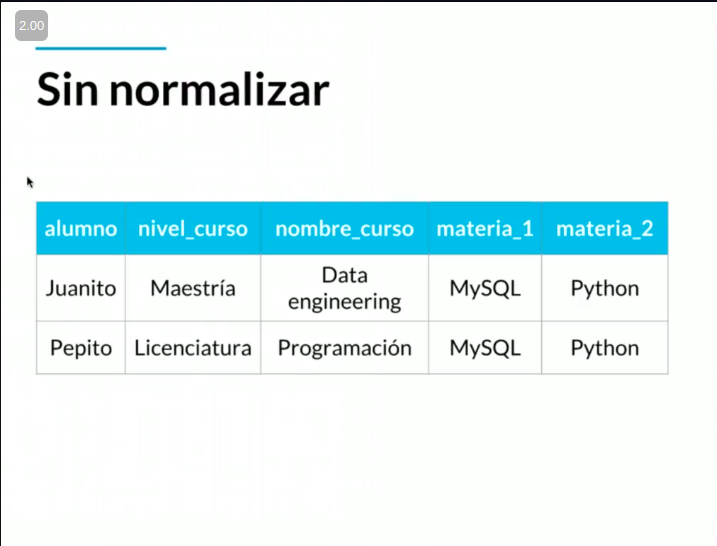 2.00
Sin normalizar
alumno nivel_curso nombre_curso materia_1 materia_2
Juanito Maestría Data engineering MySQL Python
Pepito Licenciatura Programación MySQL Python